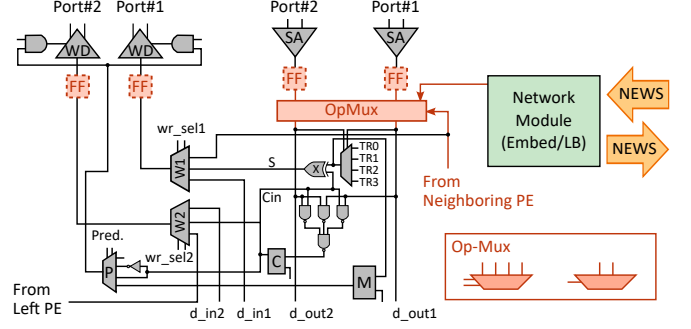 Port#2 Port#1
Port#2 Port#1
WD WD
SA SA
FF FF
FF FF
OpMux
Network
Module
(Embed/LB)
NEWS
NEWS
wr_sel1
W1
S
X
TR0
TR1
TR2
TR3
From
Neighboring PE
Cin
W2
wr_sel2
Pred.
P
C
M
Op-Mux
From
Left PE
d_in2 d_in1 d_out2 d_out1